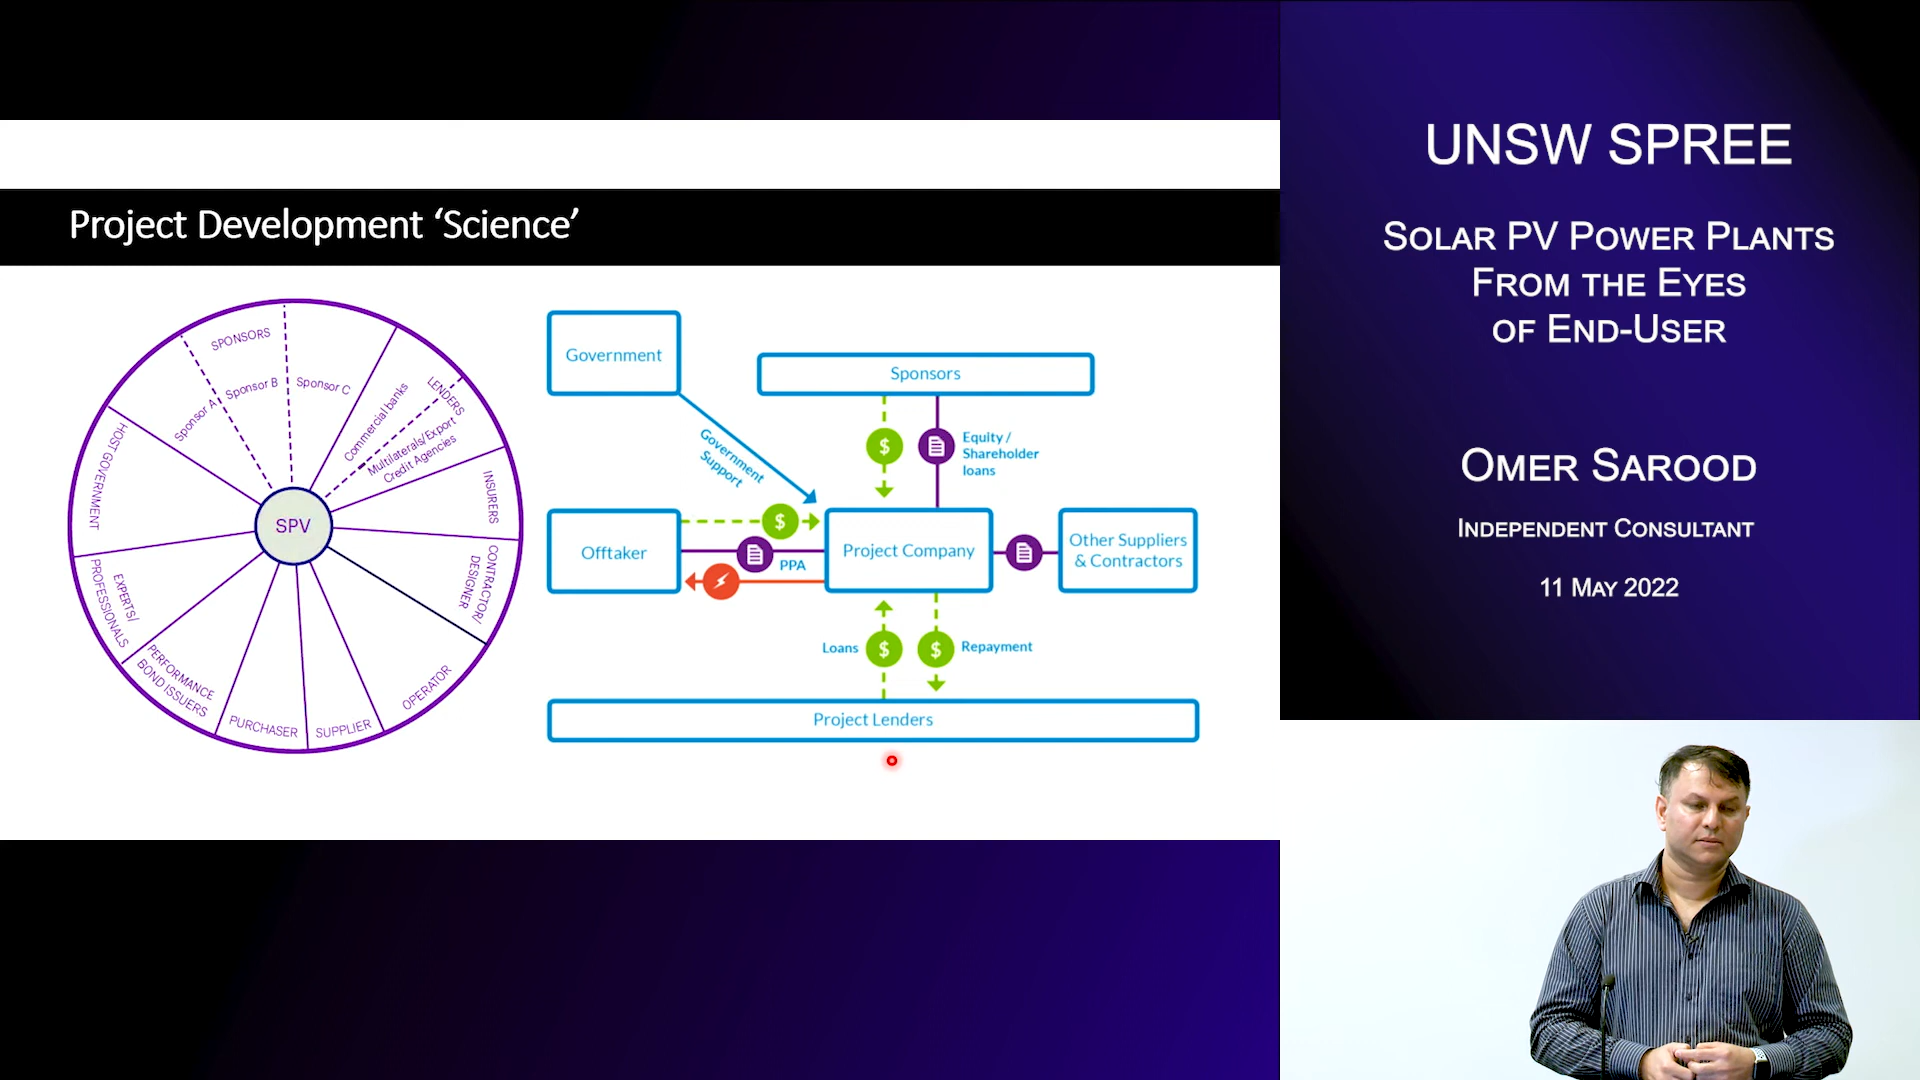 Project Development ‘Science’
SPONSORS
Sponsor A
Sponsor B
Sponsor C
Commercial banks
LENDERS
Multilaterals/Export
Credit Agencies
INSURERS
CONTRACTOR/
DESIGNER
OPERATOR
SUPPLIER
PURCHASER
PERFORMANCE
BOND ISSUERS
EXPERTS/
PROFESSIONALS
HOST GOVERNMENT
SPV
Government
Sponsors
Government
Support
$
Equity /
Shareholder
loans
Offtaker
$
PPA
Project Company
Other Suppliers
& Contractors
Loans
$
$
Repayment
Project Lenders
UNSW SPREE
SOLAR PV POWER PLANTS
FROM THE EYES
OF END-USER
OMER SAROOD
INDEPENDENT CONSULTANT
11 MAY 2022